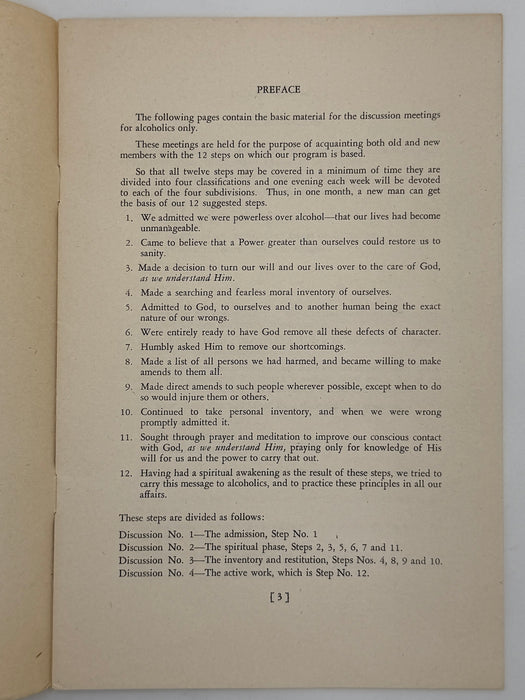 PREFACE
The following pages contain the basic material for the discussion meetings
for alcoholics only.
These meetings are held for the purpose of acquainting both old and new
members with the 12 steps on which our program is based.
So that all twelve steps may be covered in a minimum of time they are
divided into four classifications and one evening each week will be devoted
to each of the four subdivisions. Thus, in one month, a new man can get
the basis of our 12 suggested steps.
1. We admitted we were powerless over alcohol—that our lives had become
unmanageable.
2. Came to believe that a Power greater than ourselves could restore us to
sanity.
3. Made a decision to turn our will and our lives over to the care of God,
as we understand Him.
4. Made a searching and fearless moral inventory of ourselves.
5. Admitted to God, to ourselves and to another human being the exact
nature of our wrongs.
6. Were entirely ready to have God remove all these defects of character.
7. Humbly asked Him to remove our shortcomings.
8. Made a list of all persons we had harmed, and became willing to make
amends to them all.
9. Made direct amends to such people wherever possible, except when to do
so would injure them or others.
10. Continued to take personal inventory, and when we were wrong
promptly admitted it.
11. Sought through prayer and meditation to improve our conscious contact
with God, as we understand Him, praying only for knowledge of His
will for us and the power to carry that out.
12. Having had a spiritual awakening as the result of these steps, we tried to
carry this message to alcoholics, and to practice these principles in all our
affairs.
These steps are divided as follows:
Discussion No. 1—The admission, Step No. 1
Discussion No. 2—The spiritual phase, Steps 2, 3, 5, 6, 7 and 11.
Discussion No. 3—The inventory and restitution, Steps Nos. 4, 8, 9 and 10.
Discussion No. 4—The active work, which is Step No. 12.
[ 3 ]